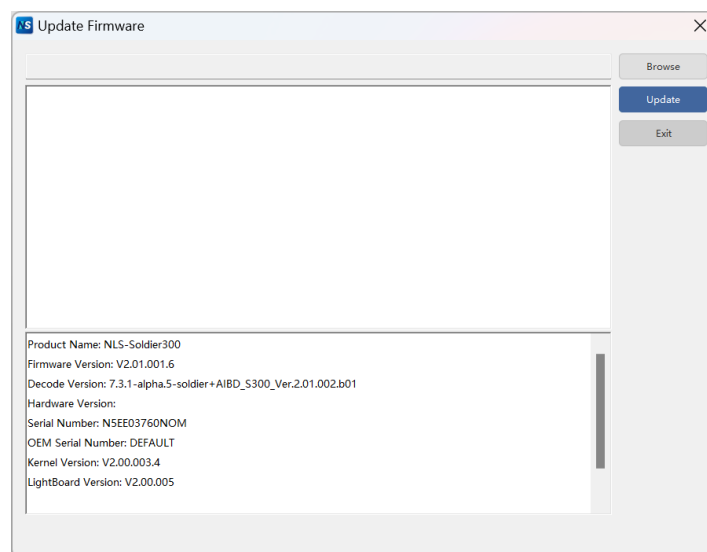 NS Update Firmware
Browse
Update
Exit
Product Name: NLS-Soldier300
Firmware Version: V2.01.001.6
Decode Version: 7.3.1-alpha.5-soldier+AIBD_S300_Ver.2.01.002.b01
Hardware Version:
Serial Number: N5EE03760NOM
OEM Serial Number: DEFAULT
Kernel Version: V2.00.003.4
LightBoard Version: V2.00.005